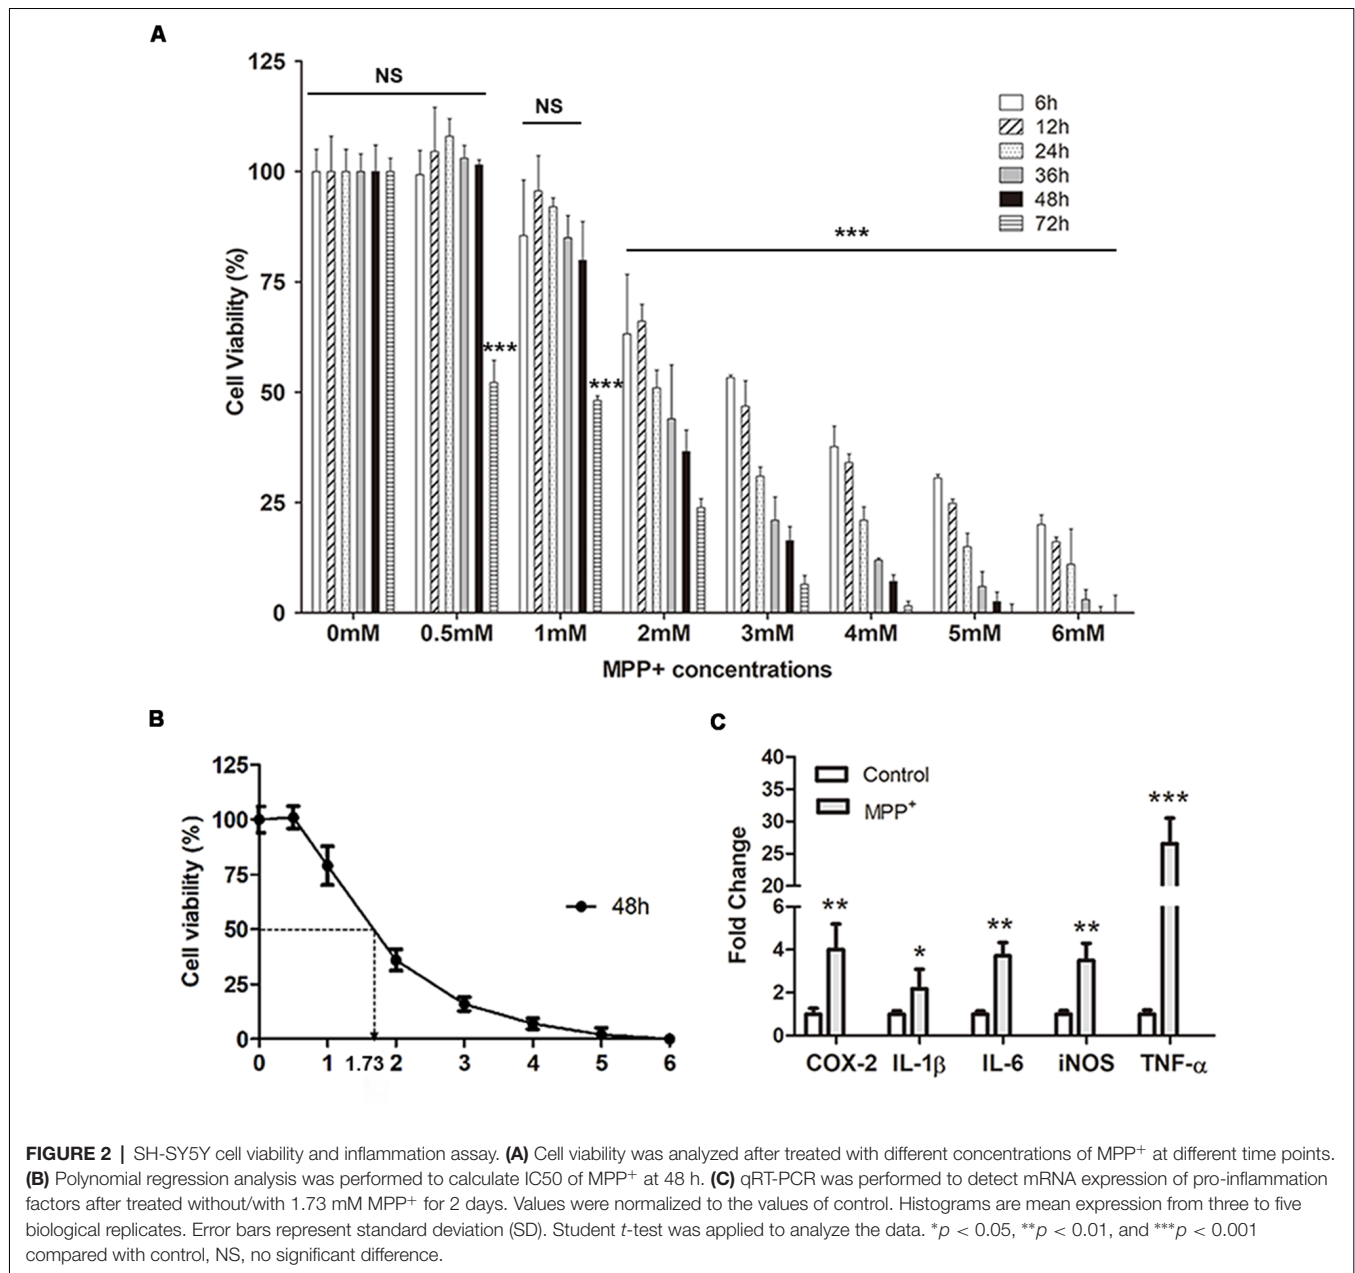 A
125
100
75
50
25
0
Cell Viability (%)
NS
NS
***
***
***
6h
12h
24h
36h
48h
72h
0mM 0.5mM 1mM 2mM 3mM 4mM 5mM 6mM
MPP+ concentrations
B
125
100
75
50
25
0
Cell viability (%)
48h
0 1 1.73 2 3 4 5 6
C
40
35
30
25
20
6
4
2
0
Fold Change
Control
MPP⁺
**
*
**
**
***
COX-2 IL-1β IL-6 iNOS TNF-α
FIGURE 2 | SH-SY5Y cell viability and inflammation assay. (A) Cell viability was analyzed after treated with different concentrations of MPP⁺ at different time points.
(B) Polynomial regression analysis was performed to calculate IC50 of MPP⁺ at 48 h. (C) qRT-PCR was performed to detect mRNA expression of pro-inflammation
factors after treated without/with 1.73 mM MPP⁺ for 2 days. Values were normalized to the values of control. Histograms are mean expression from three to five
biological replicates. Error bars represent standard deviation (SD). Student t-test was applied to analyze the data. *p < 0.05, **p < 0.01, and ***p < 0.001
compared with control, NS, no significant difference.